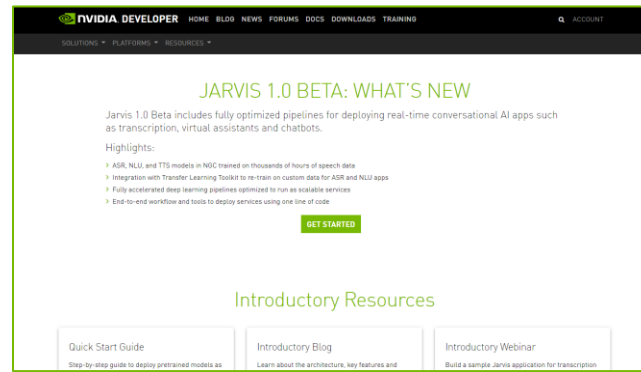 NVIDIA. DEVELOPER HOME BLOG NEWS FORUMS DOCS DOWNLOADS TRAINING ACCOUNT
SOLUTIONS PLATFORMS RESOURCES
JARVIS 1.0 BETA: WHAT'S NEW
Jarvis 1.0 Beta includes fully optimized pipelines for deploying real-time conversational AI apps such
as transcription, virtual assistants and chatbots.
Highlights:
> ASR, NLU, and TTS models in NGC trained on thousands of hours of speech data
> Integration with Transfer Learning Toolkit to re-train on custom data for ASR and NLU apps
> Fully accelerated deep learning pipelines optimized to run as scalable services
> End-to-end workflow and tools to deploy services using one line of code
GET STARTED
Introductory Resources
Quick Start Guide
Step-by-step guide to deploy pretrained models as
Introductory Blog
Learn about the architecture, key features and
Introductory Webinar
Build a sample Jarvis application for transcription